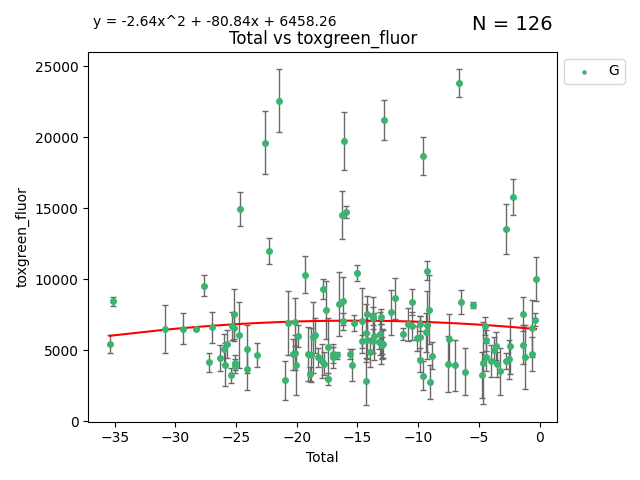 y = -2.64x^2 + -80.84x + 6458.26
N = 126
Total vs toxgreen_fluor
G
25000
20000
15000
10000
5000
0
toxgreen_fluor
−35 −30 −25 −20 −15 −10 −5 0
Total